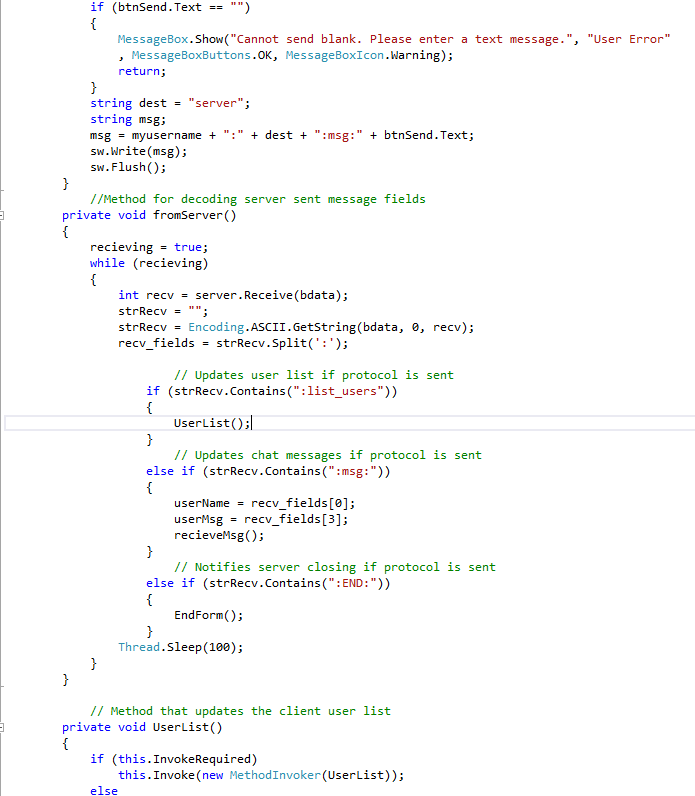 if (btnSend.Text == "")
{
MessageBox.Show("Cannot send blank. Please enter a text message.", "User Error"
, MessageBoxButtons.OK, MessageBoxIcon.Warning);
return;
}
string dest = "server";
string msg;
msg = myusername + ":" + dest + ":msg:" + btnSend.Text;
sw.Write(msg);
sw.Flush();
}
//Method for decoding server sent message fields
private void fromServer()
{
recieving = true;
while (recieving)
{
int recv = server.Receive(bdata);
strRecv = "";
strRecv = Encoding.ASCII.GetString(bdata, 0, recv);
recv_fields = strRecv.Split(':');
// Updates user list if protocol is sent
if (strRecv.Contains(":list_users"))
{
UserList();
}
// Updates chat messages if protocol is sent
else if (strRecv.Contains(":msg:"))
{
userName = recv_fields[0];
userMsg = recv_fields[3];
recieveMsg();
}
// Notifies server closing if protocol is sent
else if (strRecv.Contains(":END:"))
{
EndForm();
}
Thread.Sleep(100);
}
}
// Method that updates the client user list
private void UserList()
{
if (this.InvokeRequired)
this.Invoke(new MethodInvoker(UserList));
else